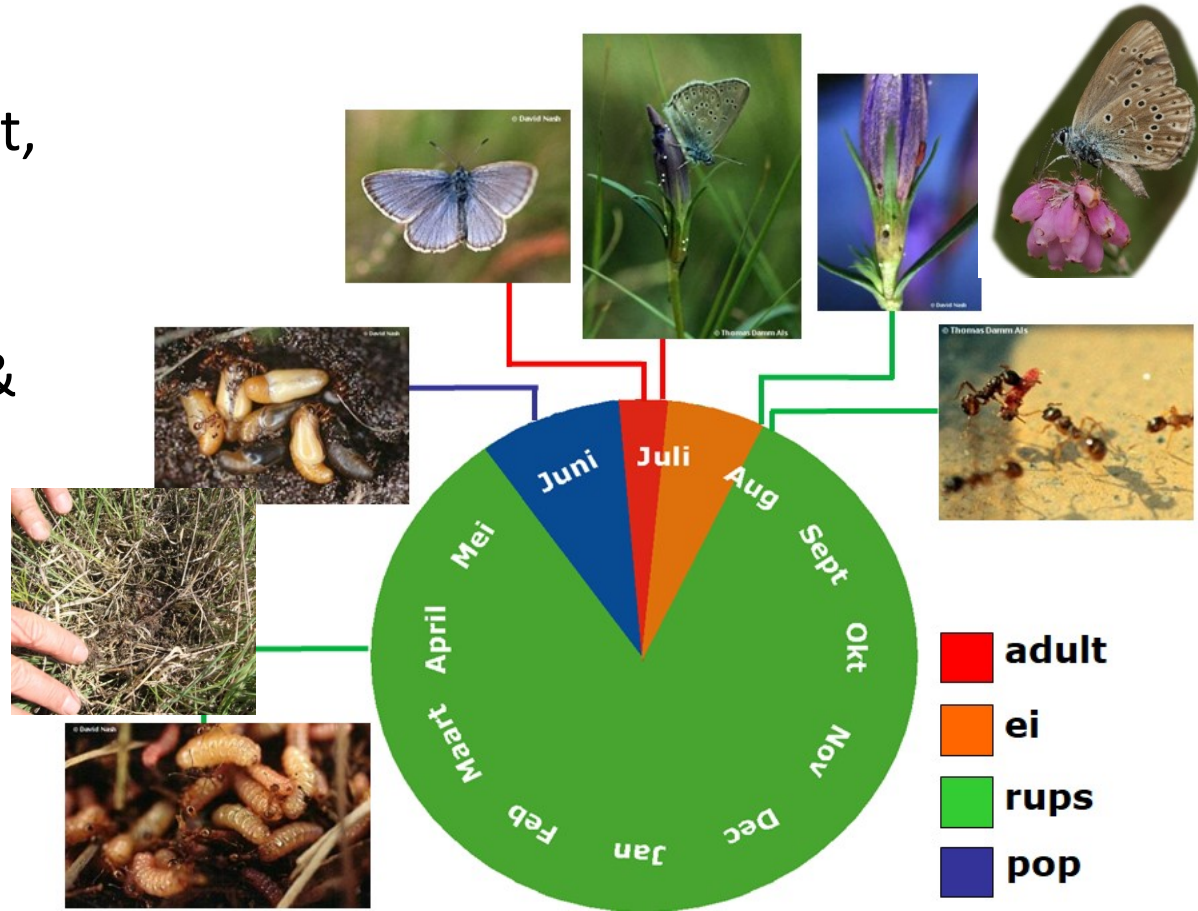 t,
&
© David Nash
© Thomas Damm Als
© David Nash
© David Nash
© Thomas Damm Als
© David Nash
Juni
Juli
Aug
Sept
Okt
Nov
Dec
Jan
Feb
Maart
April
Mei
adult
ei
rups
pop